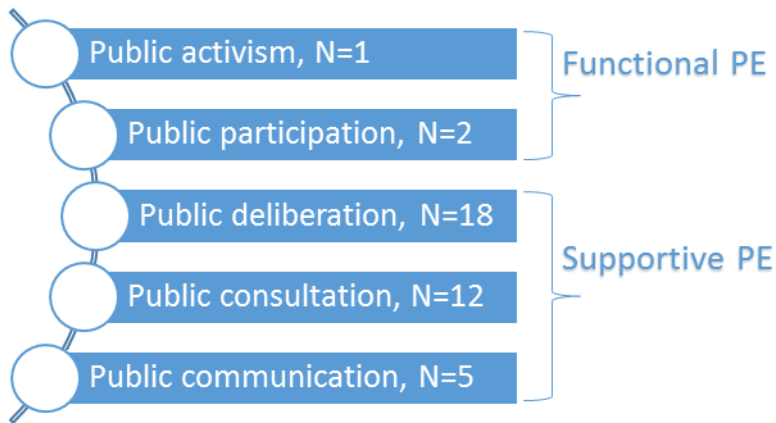 Public activism, N=1
Functional PE
Public participation, N=2
Public deliberation, N=18
Supportive PE
Public consultation, N=12
Public communication, N=5